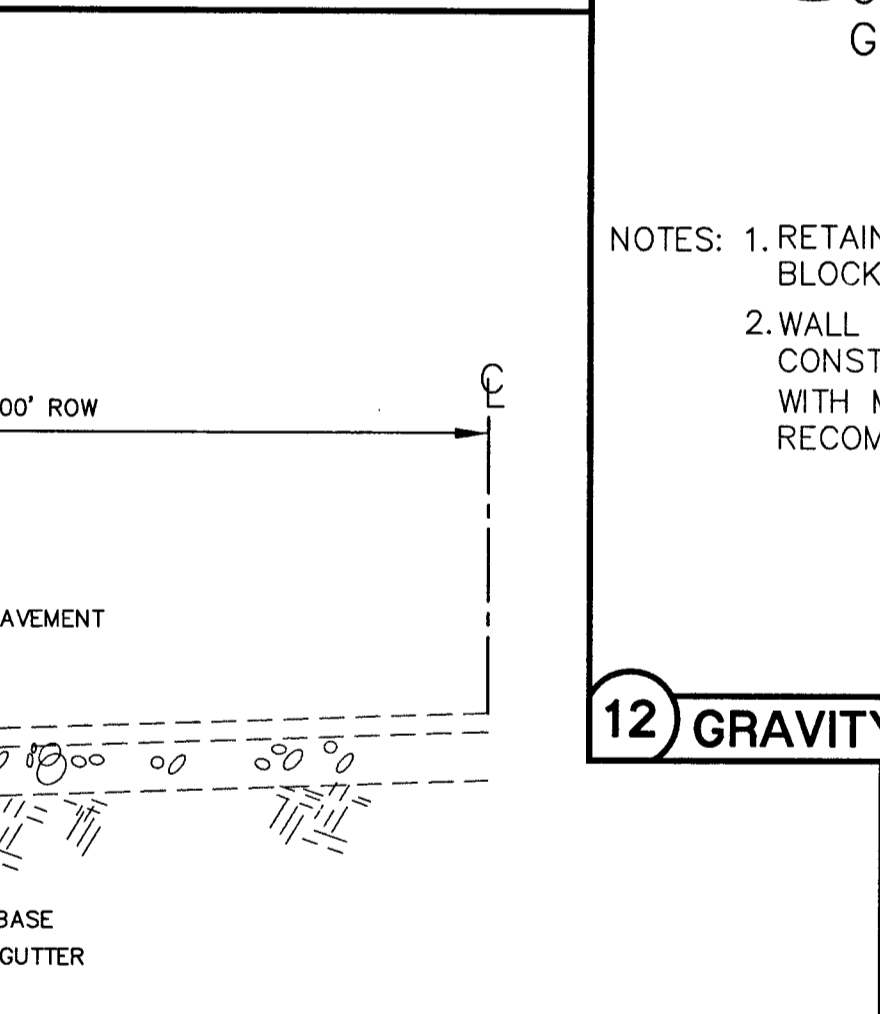 G
NOTES: 1. RETAIN
BLOCK
2. WALL
CONST
WITH M
RECOM
00' ROW
℄
AVEMENT
12 GRAVITY
BASE
GUTTER